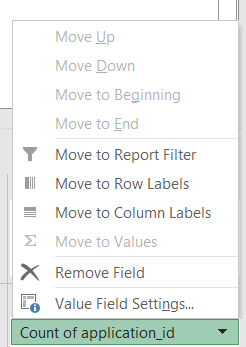 Move Up
Move Down
Move to Beginning
Move to End
Move to Report Filter
Move to Row Labels
Move to Column Labels
Move to Values
Remove Field
Value Field Settings...
Count of application_id